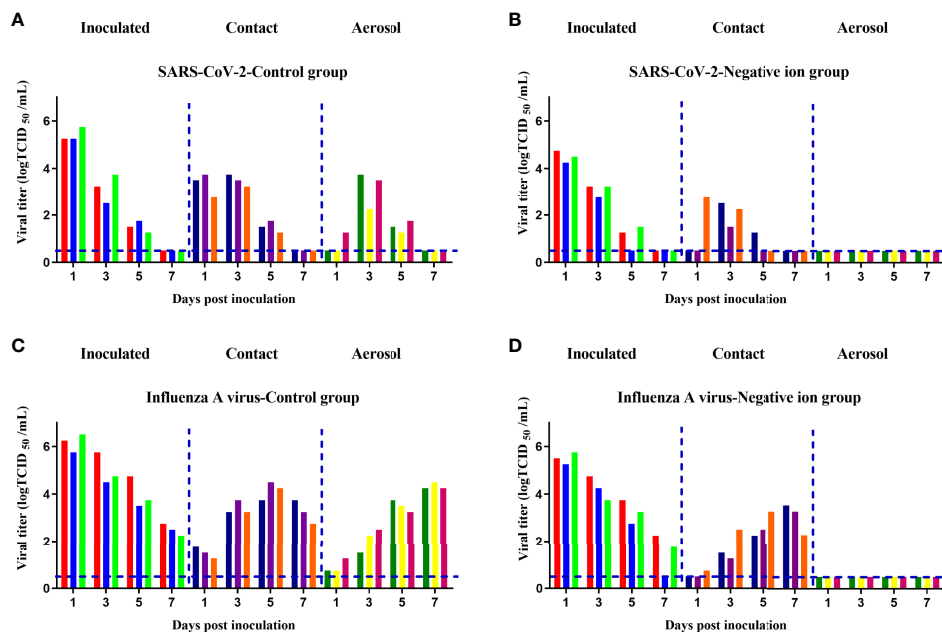 A
Inoculated Contact Aerosol
SARS-CoV-2-Control group
Viral titer (logTCID 50 /mL)
6
4
2
0
1 3 5 7 1 3 5 7 1 3 5 7
Days post inoculation
B
Inoculated Contact Aerosol
SARS-CoV-2-Negative ion group
Viral titer (logTCID 50 /mL)
6
4
2
0
1 3 5 7 1 3 5 7 1 3 5 7
Days post inoculation
C
Inoculated Contact Aerosol
Influenza A virus-Control group
Viral titer (logTCID 50 /mL)
6
4
2
0
1 3 5 7 1 3 5 7 1 3 5 7
Days post inoculation
D
Inoculated Contact Aerosol
Influenza A virus-Negative ion group
Viral titer (logTCID 50 /mL)
6
4
2
0
1 3 5 7 1 3 5 7 1 3 5 7
Days post inoculation